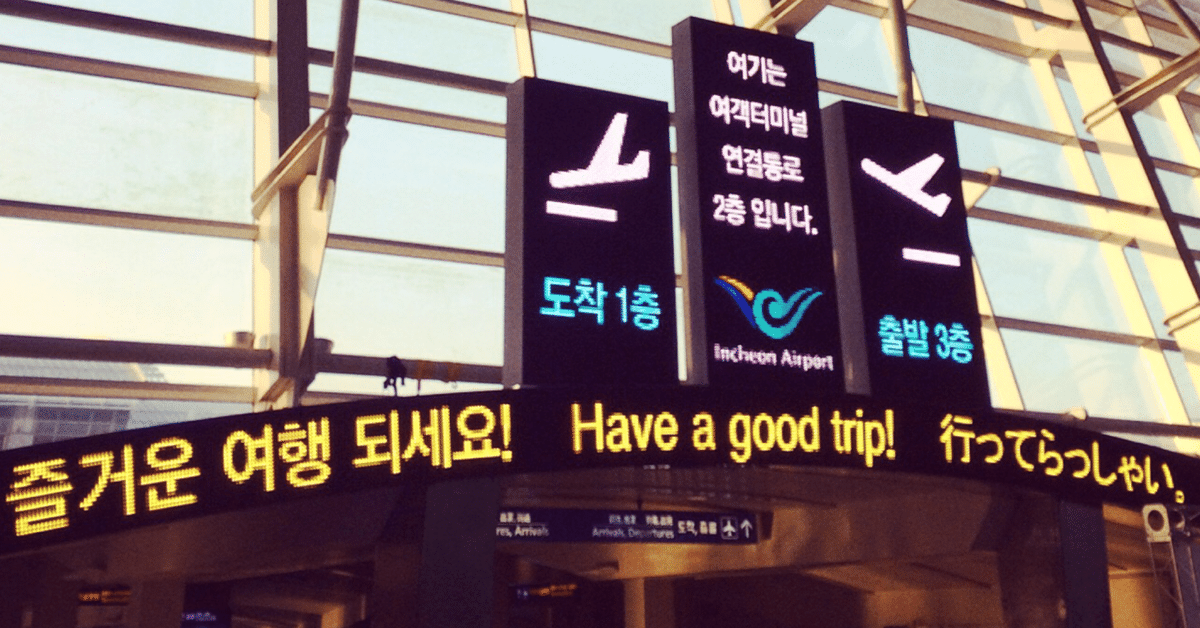 여기는
여객터미널
연결통로
2층 입니다.
Incheon Airport
도착 1층
출발 3층
즐거운 여행 되세요! Have a good trip! 行ってらっしゃい。
Arrivals
Arrivals, Departures 도착, 출발